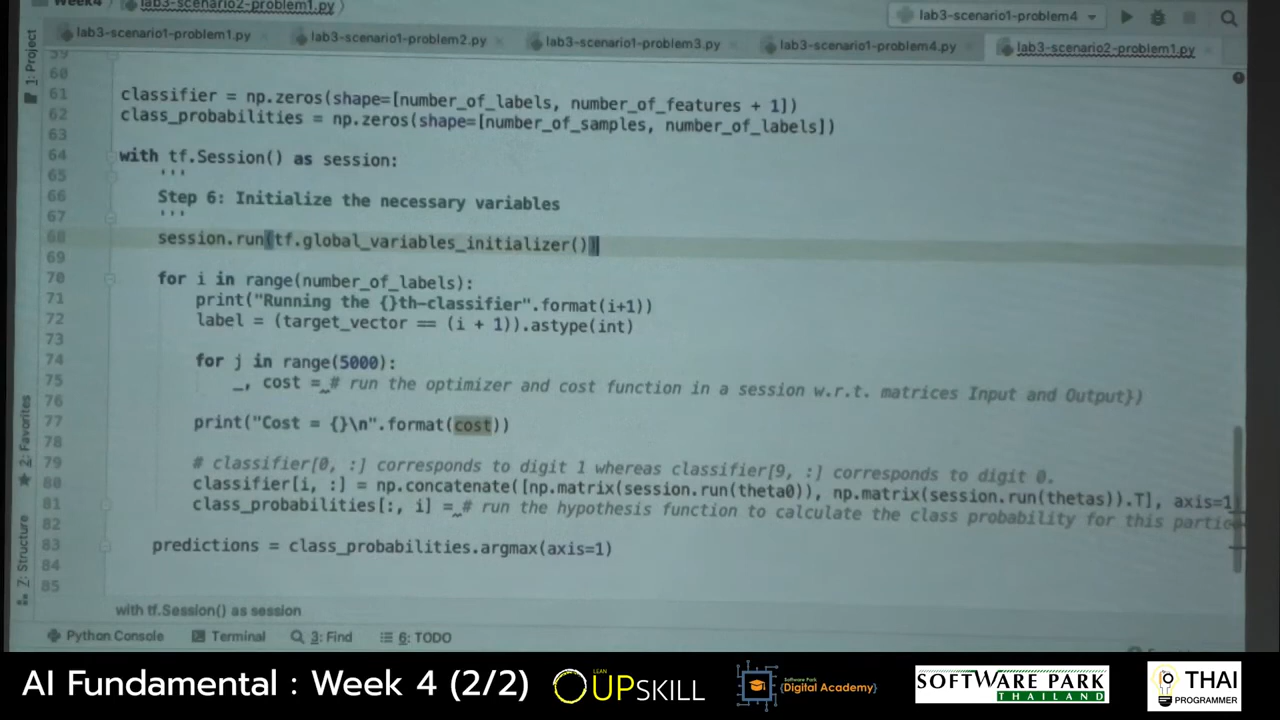 Week4 lab3-scenario2-problem1.py
lab3-scenario1-problem4
lab3-scenario1-problem1.py lab3-scenario1-problem2.py lab3-scenario1-problem3.py lab3-scenario1-problem4.py lab3-scenario2-problem1.py
1: Project
59
60
61 classifier = np.zeros(shape=[number_of_labels, number_of_features + 1])
62 class_probabilities = np.zeros(shape=[number_of_samples, number_of_labels])
63
64 with tf.Session() as session:
65 '''
66 Step 6: Initialize the necessary variables
67 '''
68 session.run(tf.global_variables_initializer())
69
70 for i in range(number_of_labels):
71 print("Running the {}th-classifier".format(i+1))
72 label = (target_vector == (i + 1)).astype(int)
73
74 for j in range(5000):
75 _, cost = # run the optimizer and cost function in a session w.r.t. matrices Input and Output})
76
77 print("Cost = {}\n".format(cost))
78
79 # classifier[0, :] corresponds to digit 1 whereas classifier[9, :] corresponds to digit 0.
80 classifier[i, :] = np.concatenate([np.matrix(session.run(theta0)), np.matrix(session.run(thetas)).T], axis=1
81 class_probabilities[:, i] = # run the hypothesis function to calculate the class probability for this partic
82
83 predictions = class_probabilities.argmax(axis=1)
84
85
2: Favorites
7: Structure
with tf.Session() as session
Python Console Terminal 3: Find 6: TODO
AI Fundamental : Week 4 (2/2)
LEAN
UPSKILL
Software Park
{Digital Academy}
SOFTWARE PARK
THAILAND
THAI
PROGRAMMER